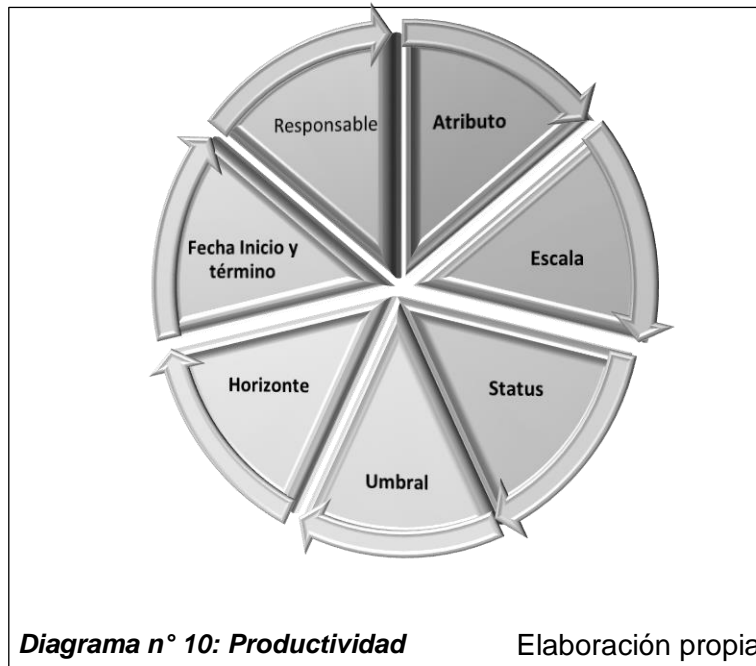 Responsable
Atributo
Escala
Status
Umbral
Horizonte
Fecha Inicio y
término
Diagrama n° 10: Productividad
Elaboración propia